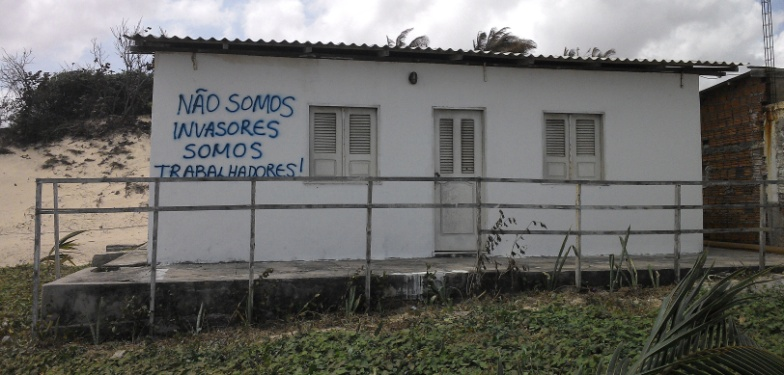 NÃO SOMOS
INVASORES
SOMOS
TRABALHADORES!